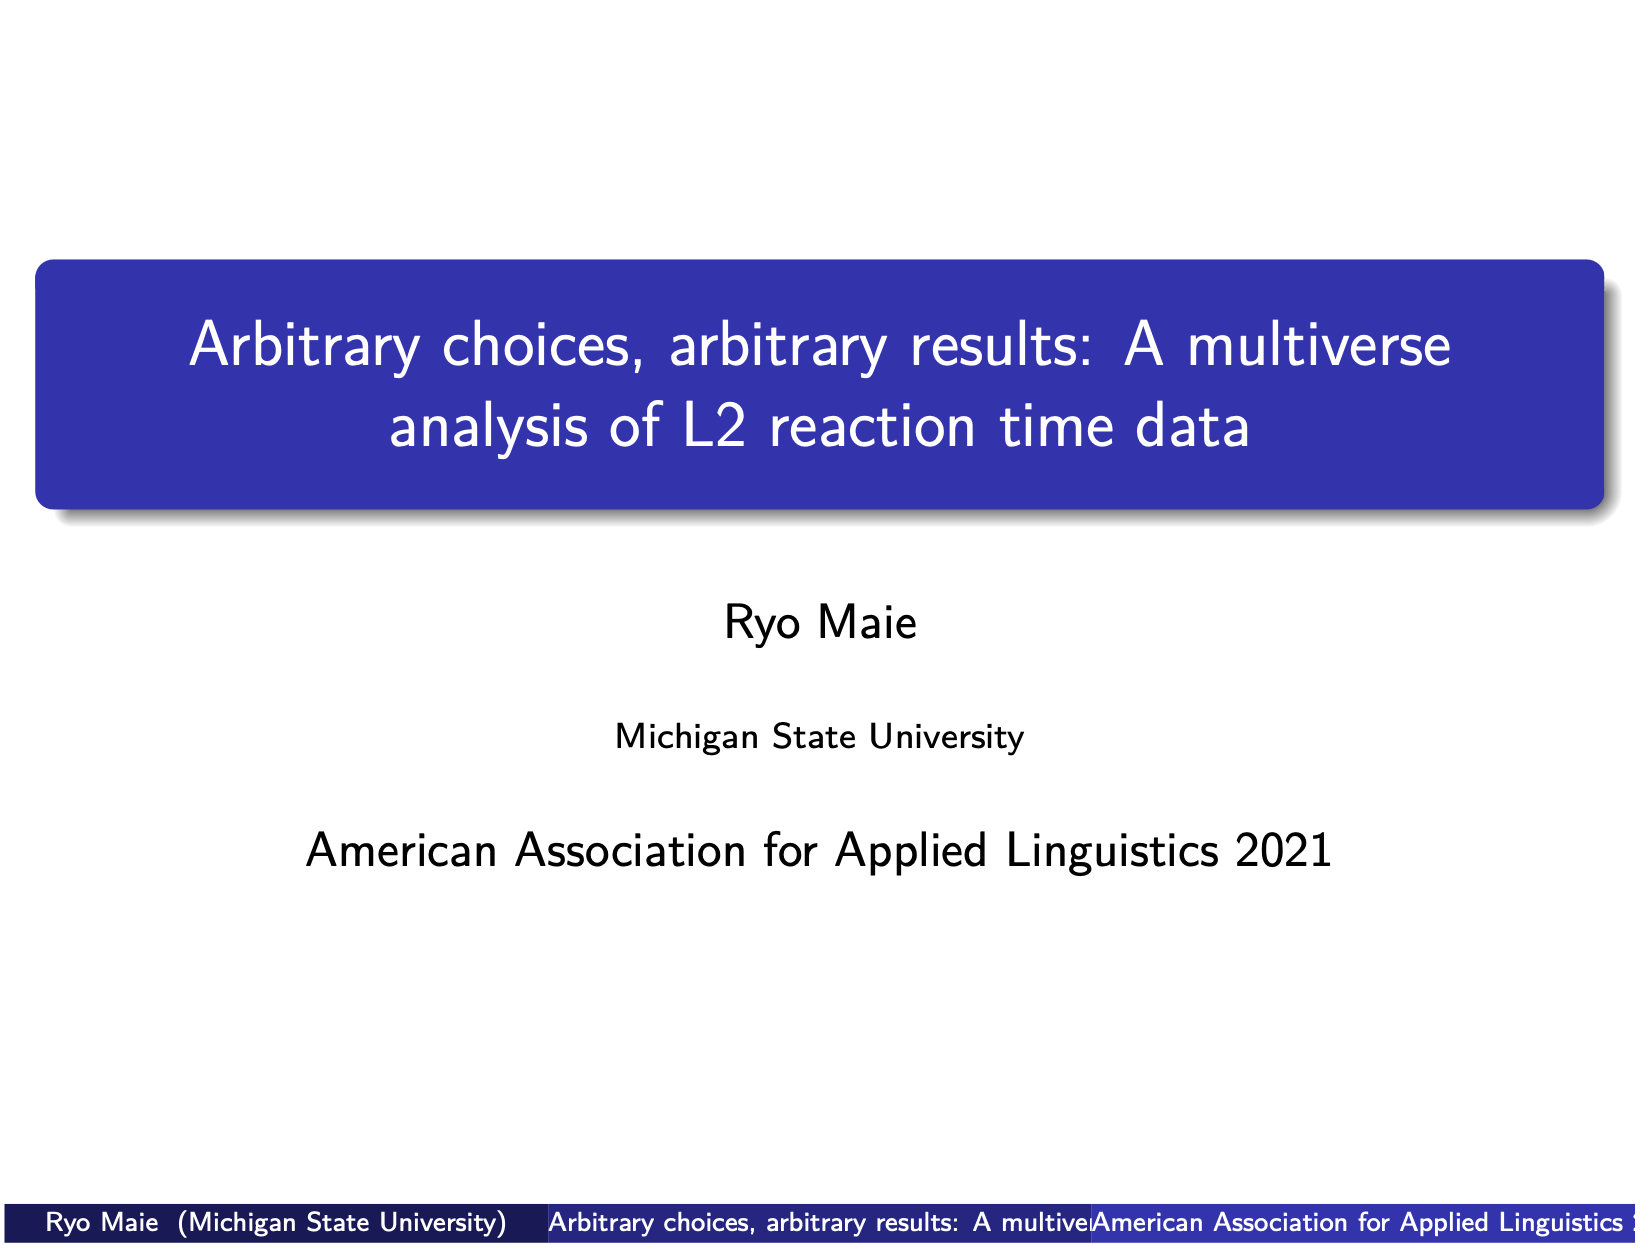 Arbitrary choices, arbitrary results: A multiverse
analysis of L2 reaction time data
Ryo Maie
Michigan State University
American Association for Applied Linguistics 2021
Ryo Maie (Michigan State University)
Arbitrary choices, arbitrary results: A multive
American Association for Applied Linguistics